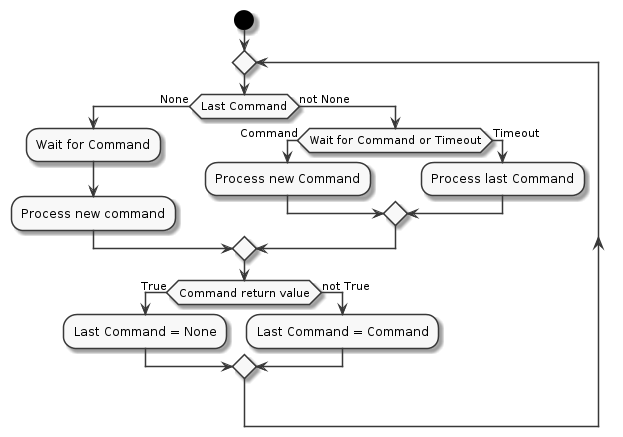 None
Last Command
not None
Wait for Command
Command
Wait for Command or Timeout
Timeout
Process new Command
Process last Command
Process new command
True
Command return value
not True
Last Command = None
Last Command = Command